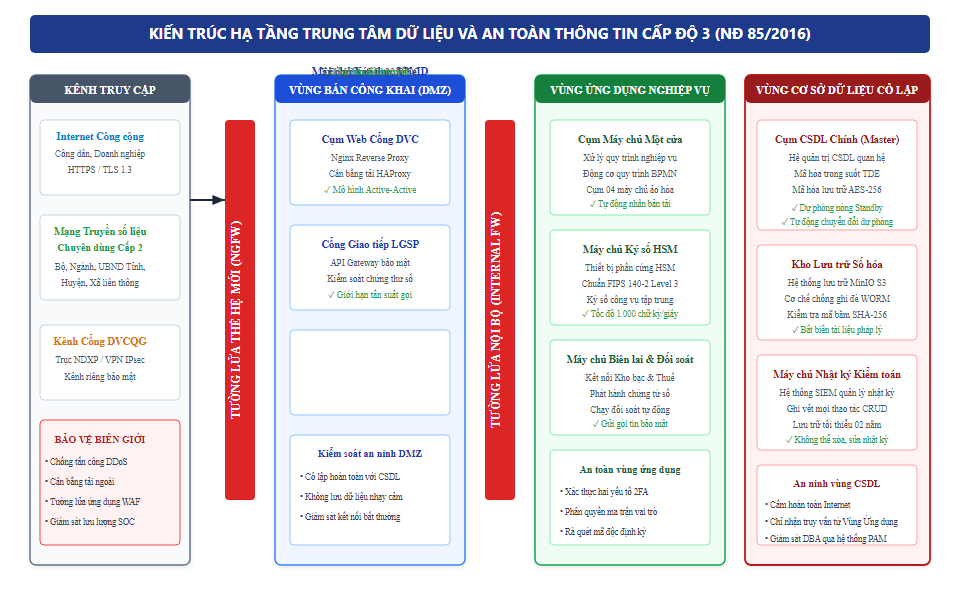 KIẾN TRÚC HẠ TẦNG TRUNG TÂM DỮ LIỆU VÀ AN TOÀN THÔNG TIN CẤP ĐỘ 3 (NĐ 85/2016)
KÊNH TRUY CẬP
Internet Công cộng
Công dân, Doanh nghiệp
HTTPS / TLS 1.3
Mạng Truyền số liệu
Chuyên dùng Cấp 2
Bộ, Ngành, UBND Tỉnh,
Huyện, Xã liên thông
Kênh Cổng DVCQG
Trục NDXP / VPN IPsec
Kênh riêng bảo mật
BẢO VỆ BIÊN GIỚI
• Chống tấn công DDoS
• Cân bằng tải ngoài
• Tường lửa ứng dụng WAF
• Giám sát lưu lượng SOC
TƯỜNG LỬA THẾ HỆ MỚI (NGFW)
VÙNG BÁN CÔNG KHAI (DMZ)
Cụm Web Cổng DVC
Nginx Reverse Proxy
Cân bằng tải HAProxy
✓ Mô hình Active-Active
Cổng Giao tiếp LGSP
API Gateway bảo mật
Kiểm soát chứng thư số
✓ Giới hạn tần suất gọi
Kiểm soát an ninh DMZ
• Cô lập hoàn toàn với CSDL
• Không lưu dữ liệu nhạy cảm
• Giám sát kết nối bất thường
TƯỜNG LỬA NỘI BỘ (INTERNAL FW)
VÙNG ỨNG DỤNG NGHIỆP VỤ
Cụm Máy chủ Một cửa
Xử lý quy trình nghiệp vụ
Động cơ quy trình BPMN
Cụm 04 máy chủ ảo hóa
✓ Tự động nhân bản tải
Máy chủ Ký số HSM
Thiết bị phần cứng HSM
Chuẩn FIPS 140-2 Level 3
Ký số công vụ tập trung
✓ Tốc độ 1.000 chữ ký/giây
Máy chủ Biên lai & Đối soát
Kết nối Kho bạc & Thuế
Phát hành chứng từ số
Chạy đối soát tự động
✓ Gửi gói tin bảo mật
An toàn vùng ứng dụng
• Xác thực hai yếu tố 2FA
• Phân quyền ma trận vai trò
• Rà quét mã độc định kỳ
VÙNG CƠ SỞ DỮ LIỆU CÔ LẬP
Cụm CSDL Chính (Master)
Hệ quản trị CSDL quan hệ
Mã hóa trong suốt TDE
Mã hóa lưu trữ AES-256
✓ Dự phòng nóng Standby
✓ Tự động chuyển đổi dự phòng
Kho Lưu trữ Số hóa
Hệ thống lưu trữ MinIO S3
Cơ chế chống ghi đè WORM
Kiểm tra mã băm SHA-256
✓ Bất biến tài liệu pháp lý
Máy chủ Nhật ký Kiểm toán
Hệ thống SIEM quản lý nhật ký
Ghi vết mọi thao tác CRUD
Lưu trữ tối thiểu 02 năm
✓ Không thể xóa, sửa nhật ký
An ninh vùng CSDL
• Cấm hoàn toàn Internet
• Chỉ nhận truy vấn từ Vùng Ứng dụng
• Giám sát DBA qua hệ thống PAM